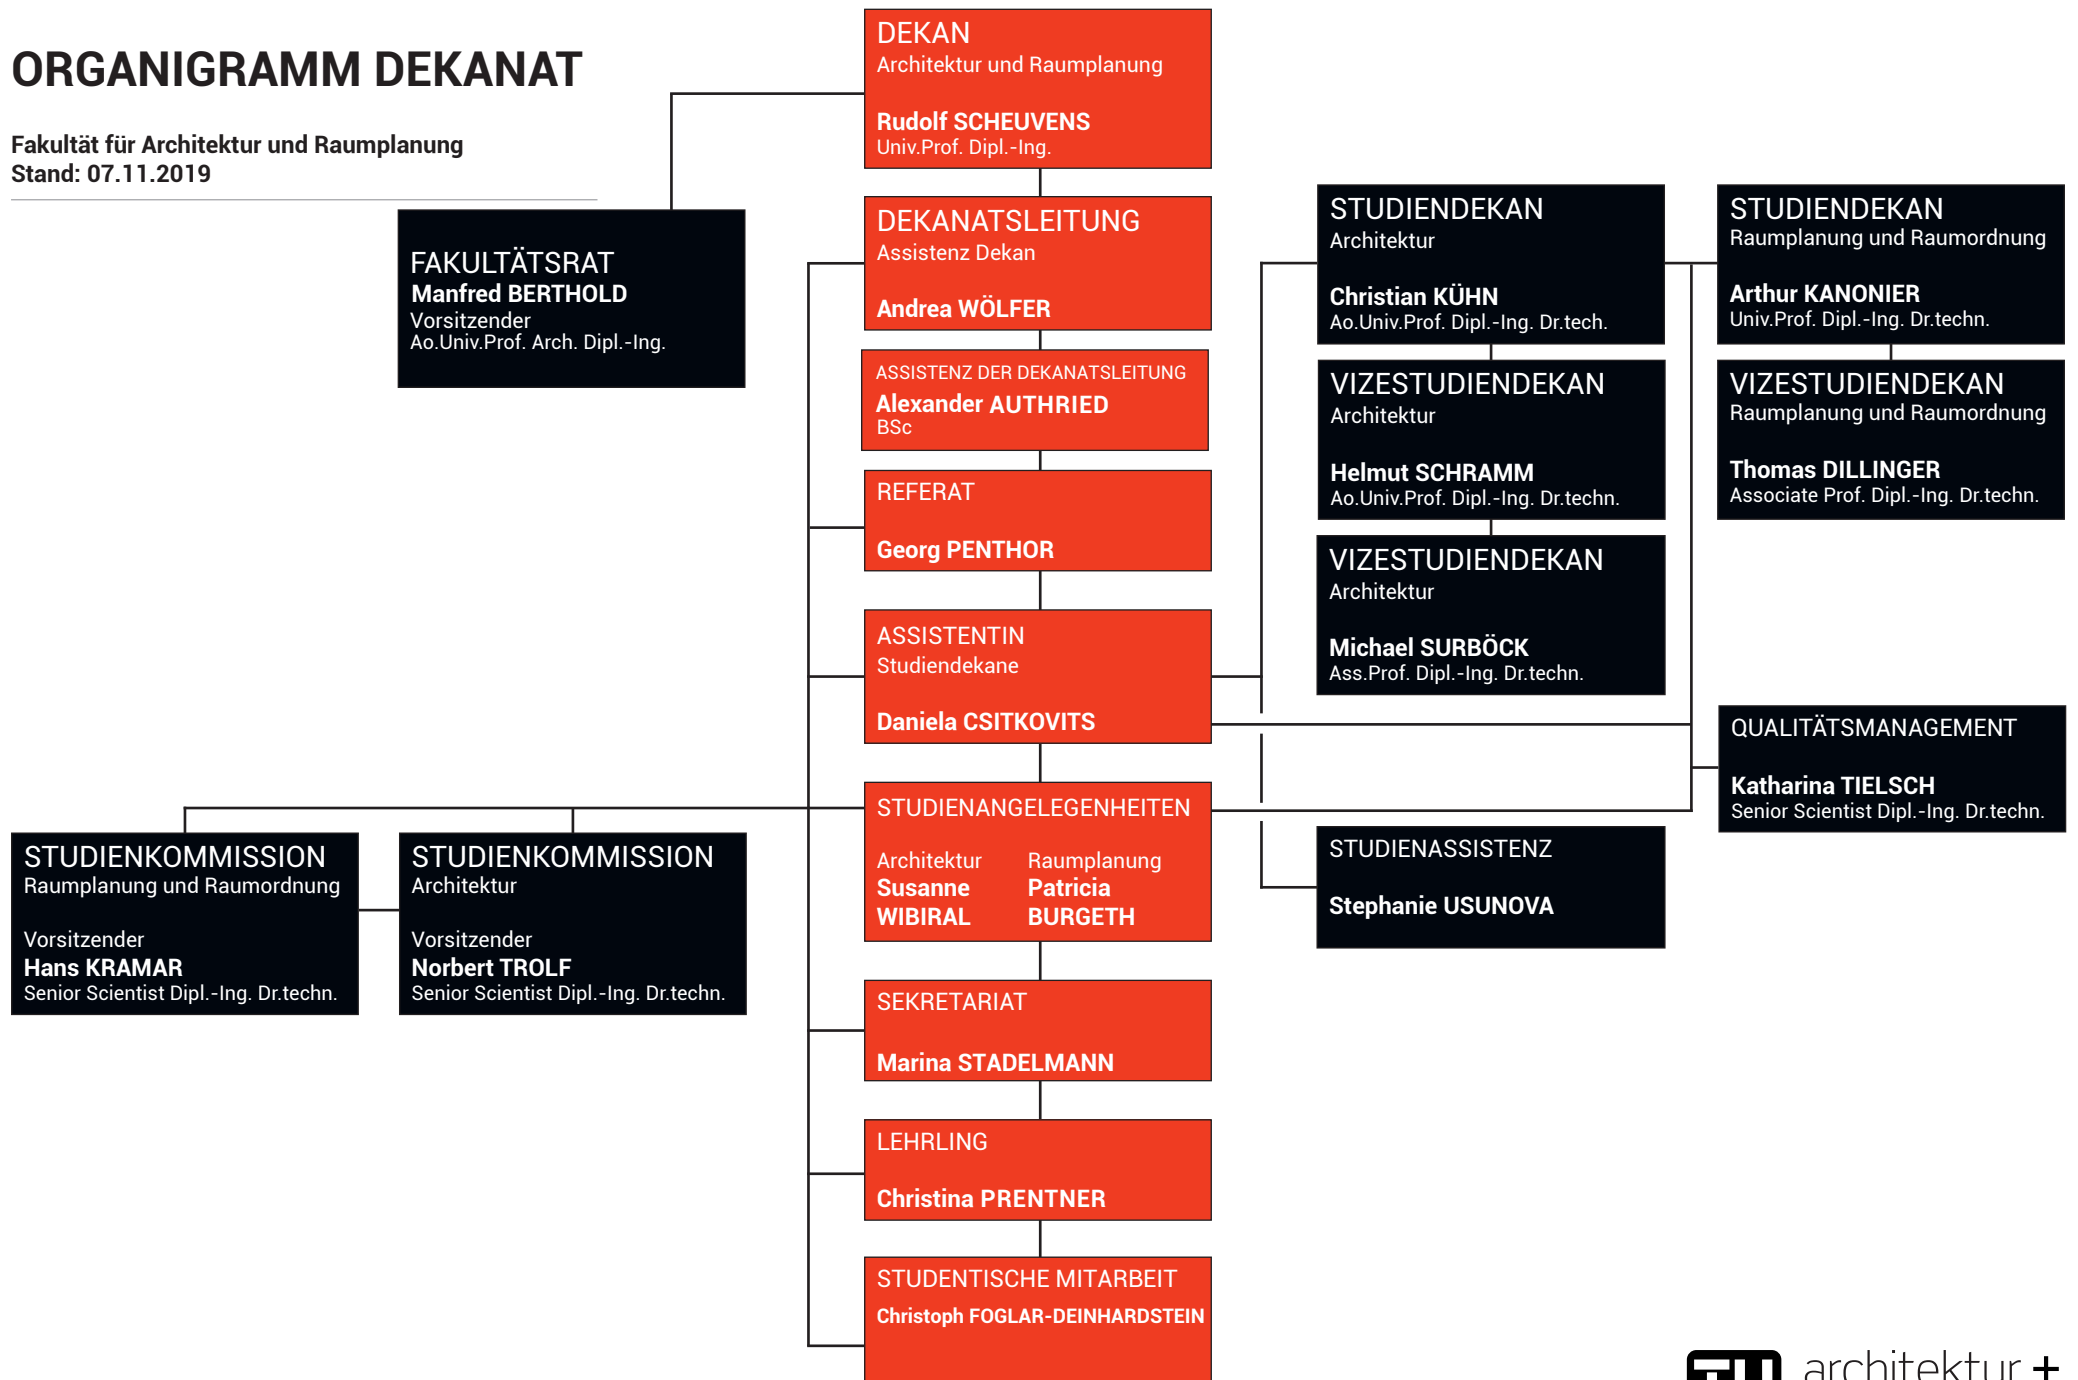 ORGANIGRAMM DEKANAT
Fakultät für Architektur und Raumplanung
Stand: 07.11.2019
DEKAN
Architektur und Raumplanung
Rudolf SCHEUVENS
Univ.Prof. Dipl.-Ing.
FAKULTÄTSRAT
Manfred BERTHOLD
Vorsitzender
Ao.Univ.Prof. Arch. Dipl.-Ing.
DEKANATSLEITUNG
Assistenz Dekan
Andrea WÖLFER
ASSISTENZ DER DEKANATSLEITUNG
Alexander AUTHRIED
BSc
REFERAT
Georg PENTHOR
ASSISTENTIN
Studiendekane
Daniela CSITKOVITS
STUDIENANGELEGENHEITEN
Architektur
Susanne
WIBIRAL
Raumplanung
Patricia
BURGETH
SEKRETARIAT
Marina STADELMANN
LEHRLING
Christina PRENTNER
STUDENTISCHE MITARBEIT
Christoph FOGLAR-DEINHARDSTEIN
STUDIENDEKAN
Architektur
Christian KÜHN
Ao.Univ.Prof. Dipl.-Ing. Dr.tech.
VIZESTUDIENDEKAN
Architektur
Helmut SCHRAMM
Ao.Univ.Prof. Dipl.-Ing. Dr.techn.
VIZESTUDIENDEKAN
Architektur
Michael SURBÖCK
Ass.Prof. Dipl.-Ing. Dr.techn.
STUDIENDEKAN
Raumplanung und Raumordnung
Arthur KANONIER
Univ.Prof. Dipl.-Ing. Dr.techn.
VIZESTUDIENDEKAN
Raumplanung und Raumordnung
Thomas DILLINGER
Associate Prof. Dipl.-Ing. Dr.techn.
QUALITÄTSMANAGEMENT
Katharina TIELSCH
Senior Scientist Dipl.-Ing. Dr.techn.
STUDIENASSISTENZ
Stephanie USUNOVA
STUDIENKOMMISSION
Raumplanung und Raumordnung
Vorsitzender
Hans KRAMAR
Senior Scientist Dipl.-Ing. Dr.techn.
STUDIENKOMMISSION
Architektur
Vorsitzender
Norbert TROLF
Senior Scientist Dipl.-Ing. Dr.techn.
architektur +